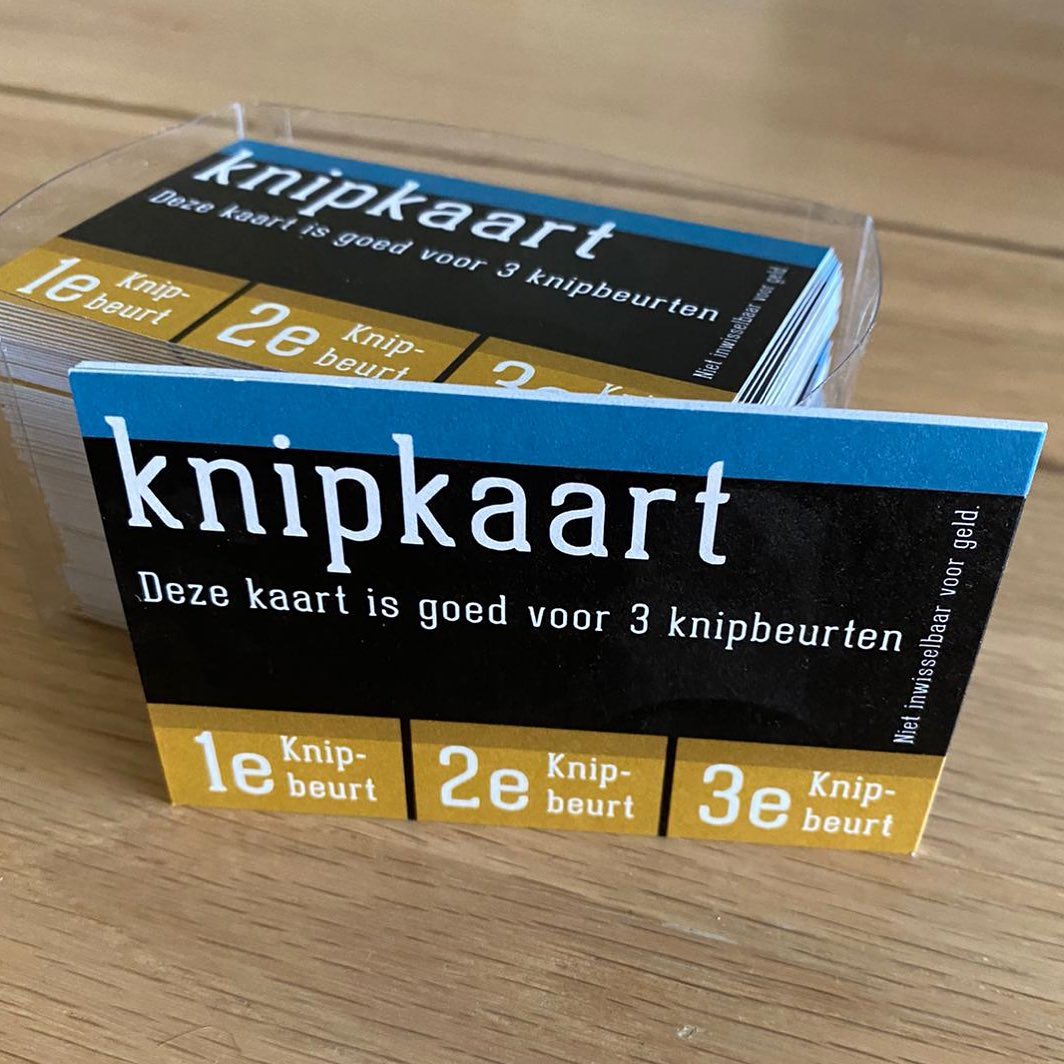 knipkaart
Deze kaart is goed voor 3 knipbeurten
Niet inwisselbaar voor geld
1e Knip-
beurt
2e Knip-
beurt
3e
knipkaart
Deze kaart is goed voor 3 knipbeurten
Niet inwisselbaar voor geld.
1e Knip-
beurt
2e Knip-
beurt
3e Knip-
beurt